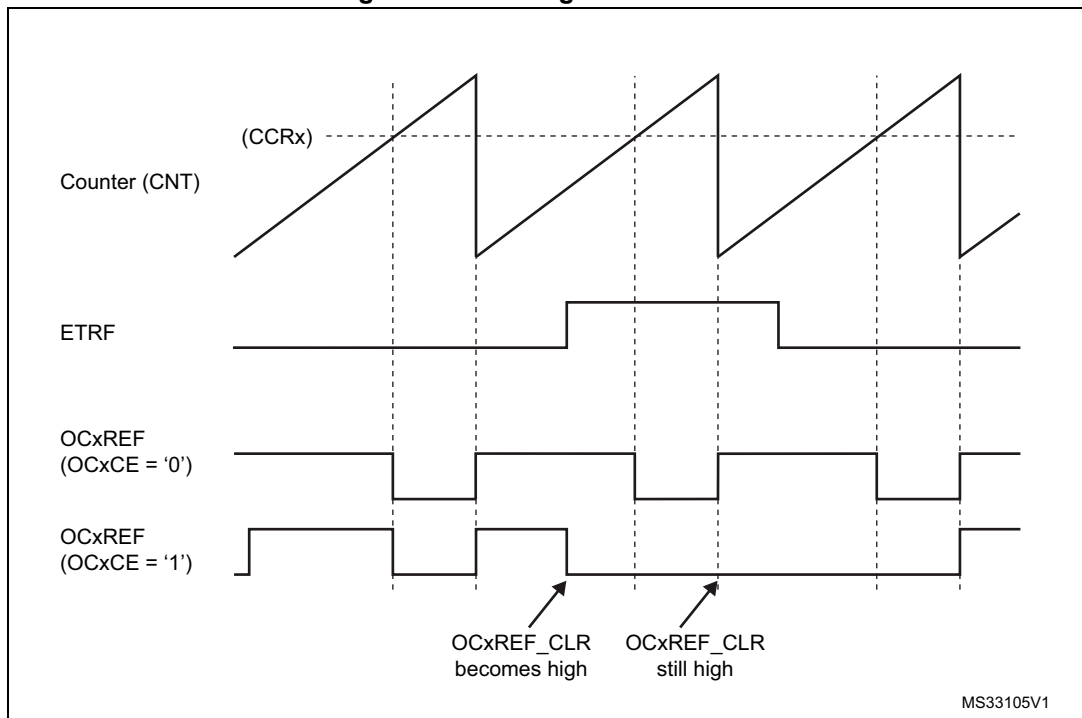 (CCRx)
Counter (CNT)
ETRF
OCxREF
(OCxCE = ‘0’)
OCxREF
(OCxCE = ‘1’)
OCxREF_CLR
becomes high
OCxREF_CLR
still high
MS33105V1